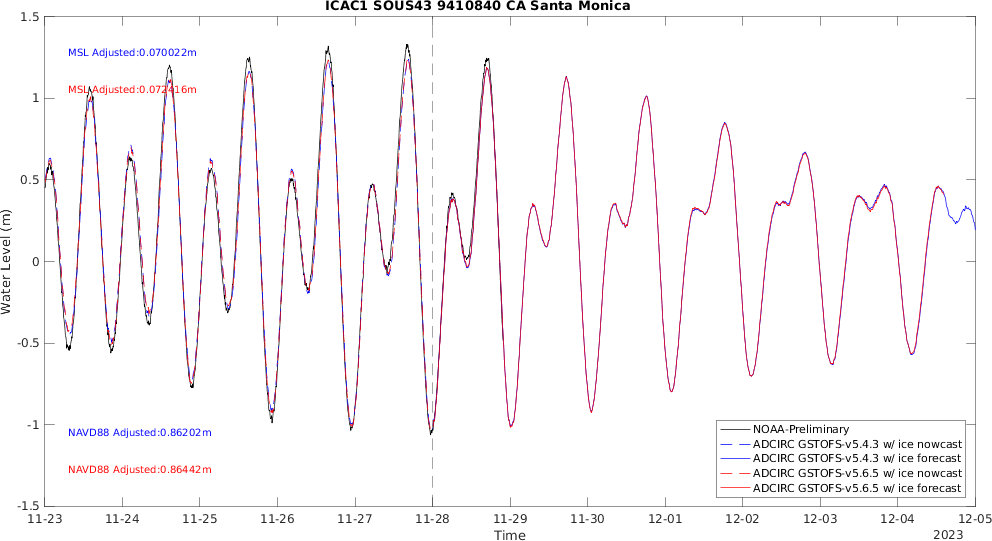 ICAC1 SOUS43 9410840 CA Santa Monica
1.5
1
0.5
0
-0.5
-1
-1.5
Water Level (m)
MSL Adjusted:0.070022m
MSL Adjusted:0.072416m
NAVD88 Adjusted:0.86202m
NAVD88 Adjusted:0.86442m
NOAA-Preliminary
ADCIRC GSTOFS-v5.4.3 w/ ice nowcast
ADCIRC GSTOFS-v5.4.3 w/ ice forecast
ADCIRC GSTOFS-v5.6.5 w/ ice nowcast
ADCIRC GSTOFS-v5.6.5 w/ ice forecast
11-23 11-24 11-25 11-26 11-27 11-28 11-29 11-30 12-01 12-02 12-03 12-04 12-05
Time
2023